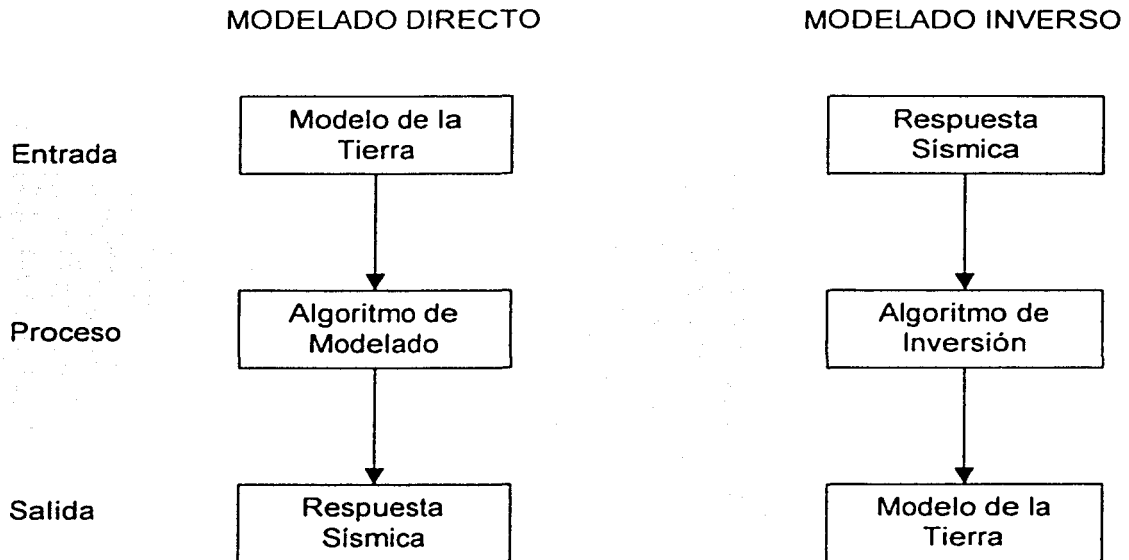 MODELADO DIRECTO
MODELADO INVERSO
Entrada
Modelo de la
Tierra
Respuesta
Sísmica
Proceso
Algoritmo de
Modelado
Algoritmo de
Inversión
Salida
Respuesta
Sísmica
Modelo de la
Tierra